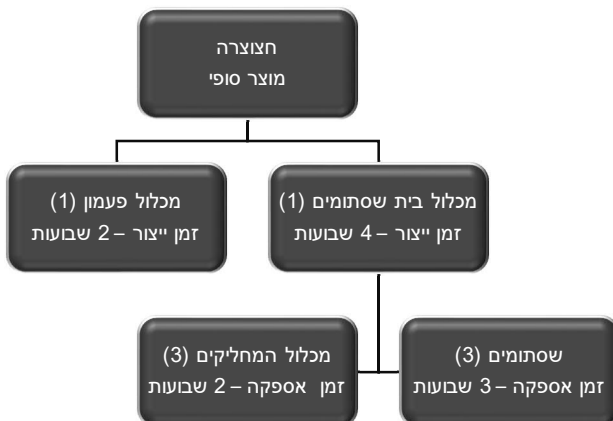 חצוצרה
מוצר סופי
מכלול בית שסתומים (1)
זמן ייצור – 4 שבועות
מכלול פעמון (1)
זמן ייצור – 2 שבועות
שסתומים (3)
זמן אספקה – 3 שבועות
מכלול המחליקים (3)
זמן אספקה – 2 שבועות